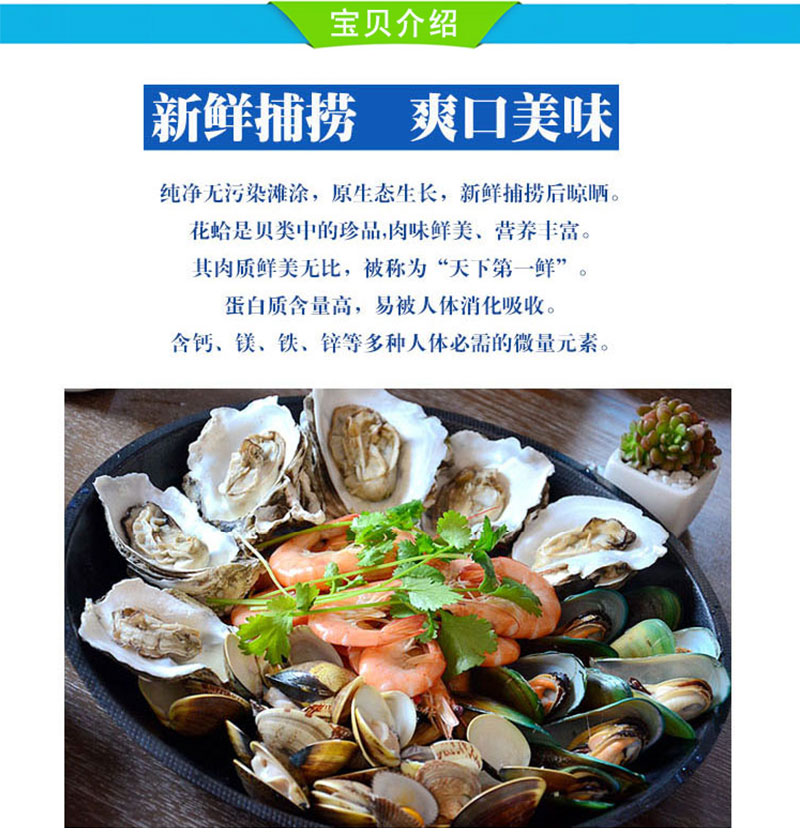 宝贝介绍
新鲜捕捞 爽口美味
纯净无污染滩涂，原生态生长，新鲜捕捞后晾晒。
花蛤是贝类中的珍品,肉味鲜美、营养丰富。
其肉质鲜美无比，被称为“天下第一鲜”。
蛋白质含量高，易被人体消化吸收。
含钙、镁、铁、锌等多种人体必需的微量元素。